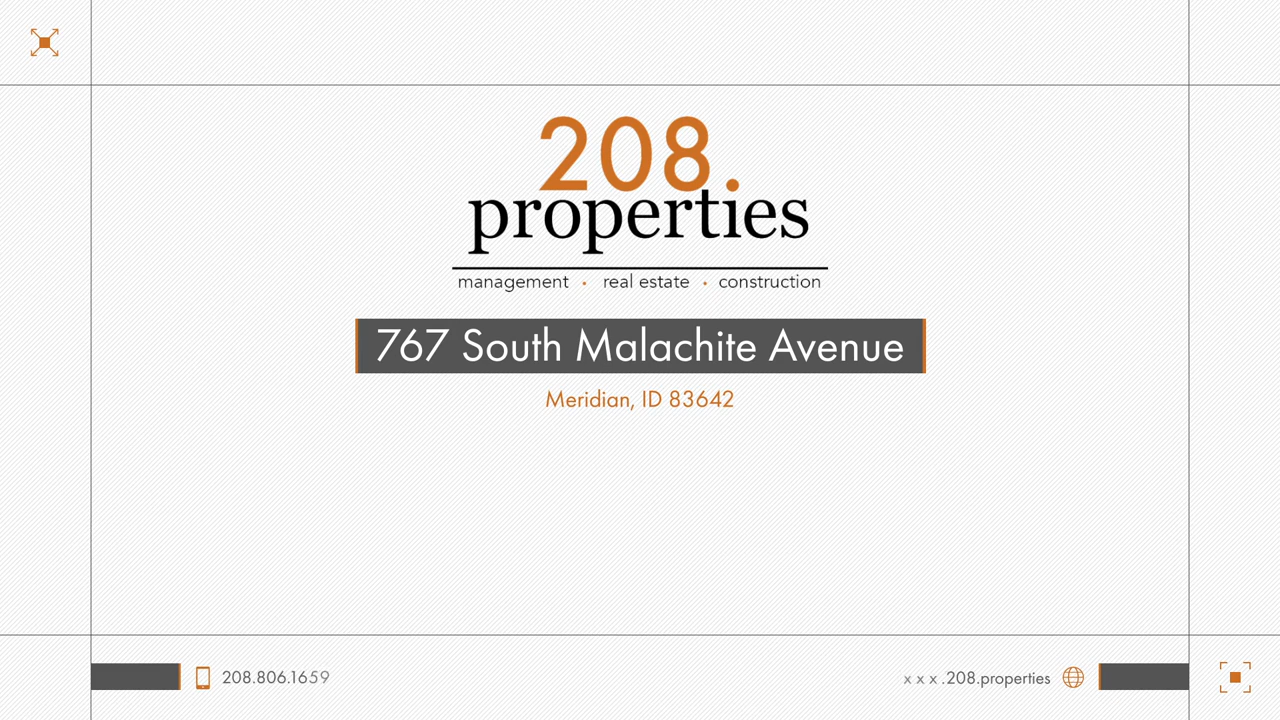 208.
properties
management • real estate • construction
767 South Malachite Avenue
Meridian, ID 83642
208.806.1659
x x x .208.properties